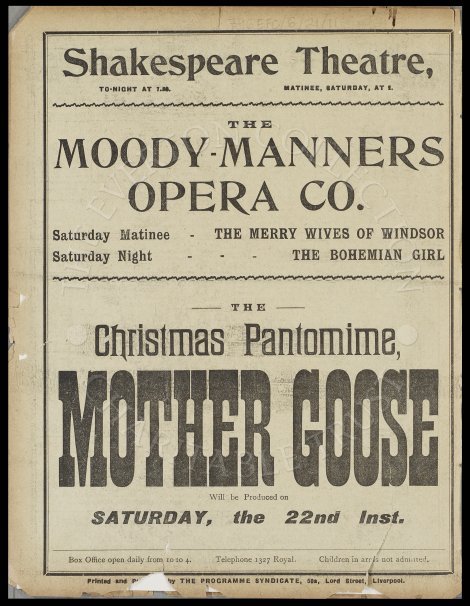 Shakespeare Theatre,
TO-NIGHT AT 7.30. MATINEE, SATURDAY, AT 2.
THE
MOODY-MANNERS
OPERA CO.
Saturday Matinee - THE MERRY WIVES OF WINDSOR
Saturday Night - - - THE BOHEMIAN GIRL
THE
Christmas Pantomime,
MOTHER GOOSE
Will be Produced on
SATURDAY, the 22nd Inst.
Box Office open daily from 10 to 4. Telephone 1327 Royal. Children in arms not admitted.
Printed and by THE PROGRAMME SYNDICATE, Lord Street, Liverpool.